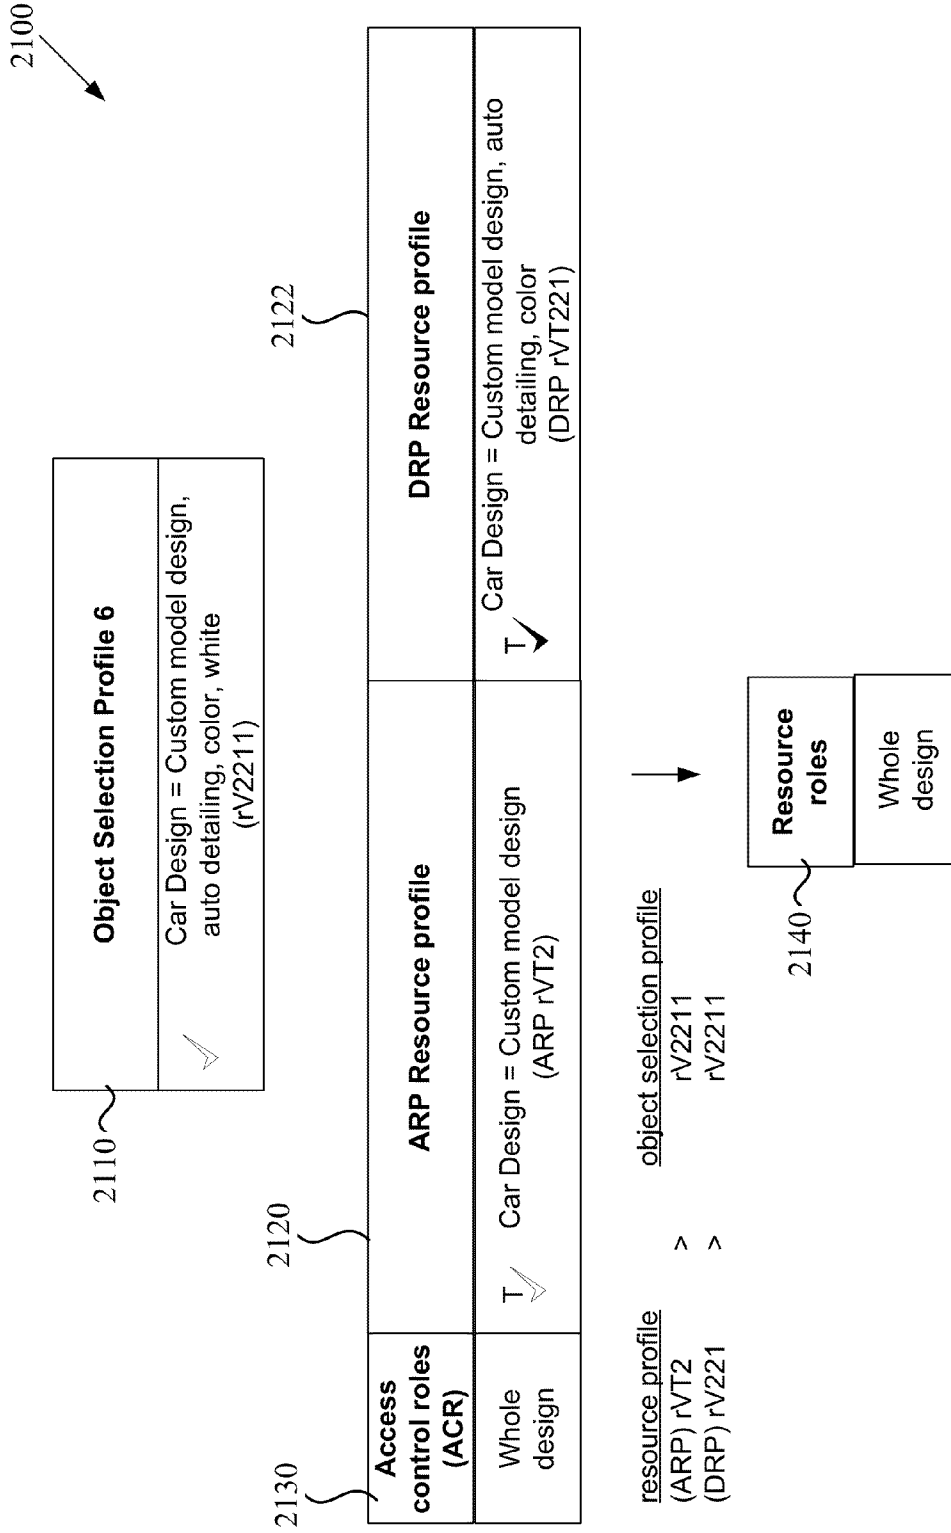 2100
Object Selection Profile 6
Car Design = Custom model design,
auto detailing, color, white
(rV2211)
2110
2120
2122
2130
Access
control roles
(ACR)
ARP Resource profile
DRP Resource profile
Whole
design
T
Car Design = Custom model design
(ARP rVT2)
T
Car Design = Custom model design, auto
detailing, color
(DRP rVT221)
resource profile object selection profile
(ARP) rVT2 > rV2211
(DRP) rV221 > rV2211
2140
Resource
roles
Whole
design